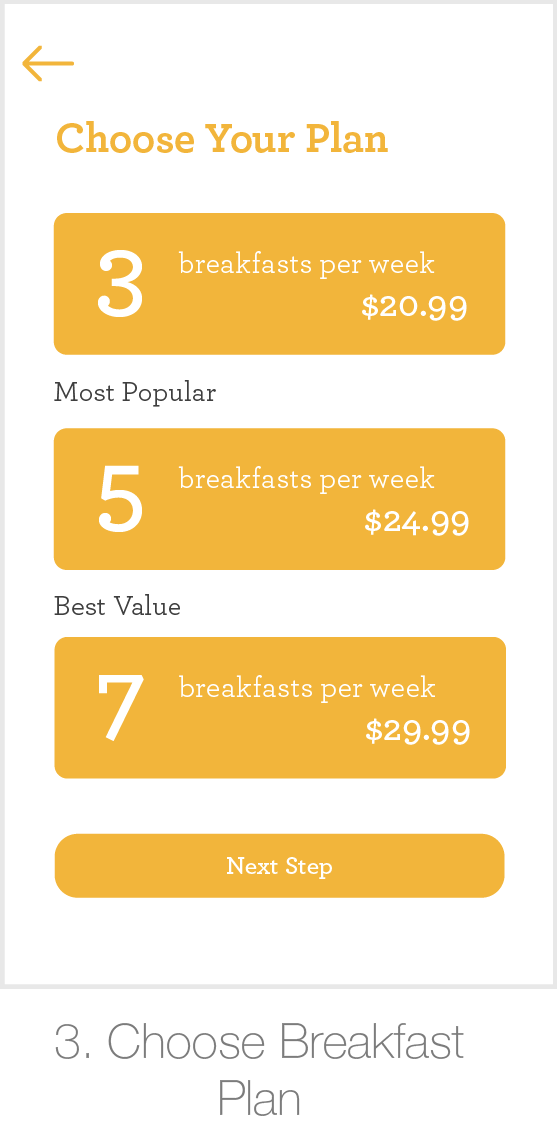 Choose Your Plan
3 breakfasts per week
$20.99
Most Popular
5 breakfasts per week
$24.99
Best Value
7 breakfasts per week
$29.99
Next Step
3. Choose Breakfast
Plan